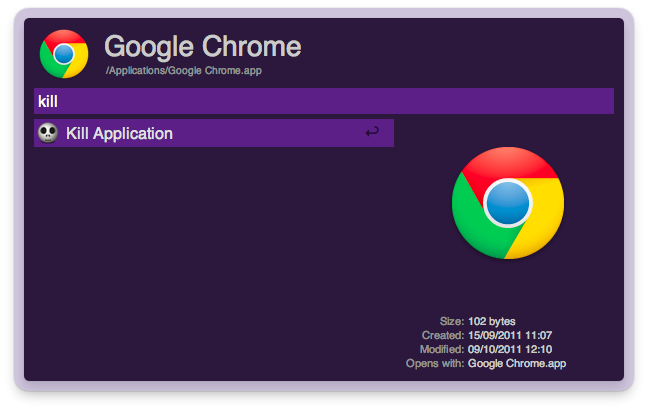 Google Chrome
/Applications/Google Chrome.app
kill
Kill Application
Size: 102 bytes
Created: 15/09/2011 11:07
Modified: 09/10/2011 12:10
Opens with: Google Chrome.app